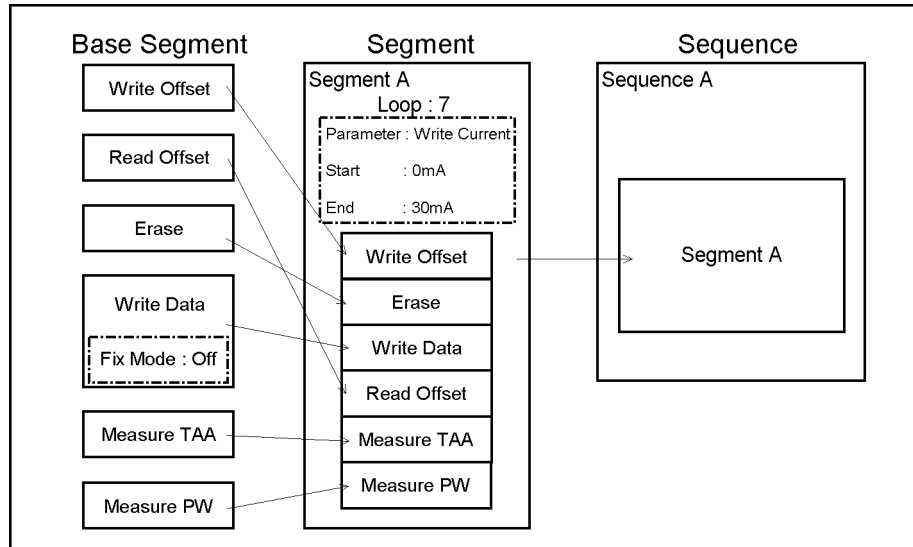 Base Segment
Write Offset
Read Offset
Erase
Write Data
Fix Mode : Off
Measure TAA
Measure PW
Segment
Segment A
Loop : 7
Parameter : Write Current
Start : 0mA
End : 30mA
Write Offset
Erase
Write Data
Read Offset
Measure TAA
Measure PW
Sequence
Sequence A
Segment A